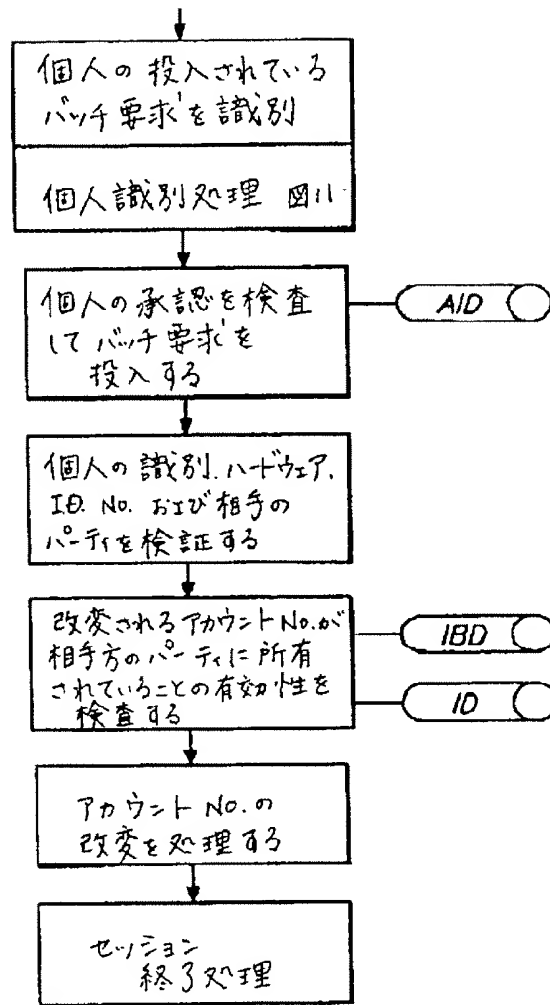 個人の投入されている
バッチ要求を識別
個人識別処理 図11
個人の承認を検査
してバッチ要求を
投入する
AID
個人の識別、ハードウェア、
ID. No. および相手の
パーティを検証する
改変されるアカウントNo.が
相手方のパーティに所有
されていることの有効性を
検査する
IBD
ID
アカウントNo.の
改変を処理する
セッション
終了処理